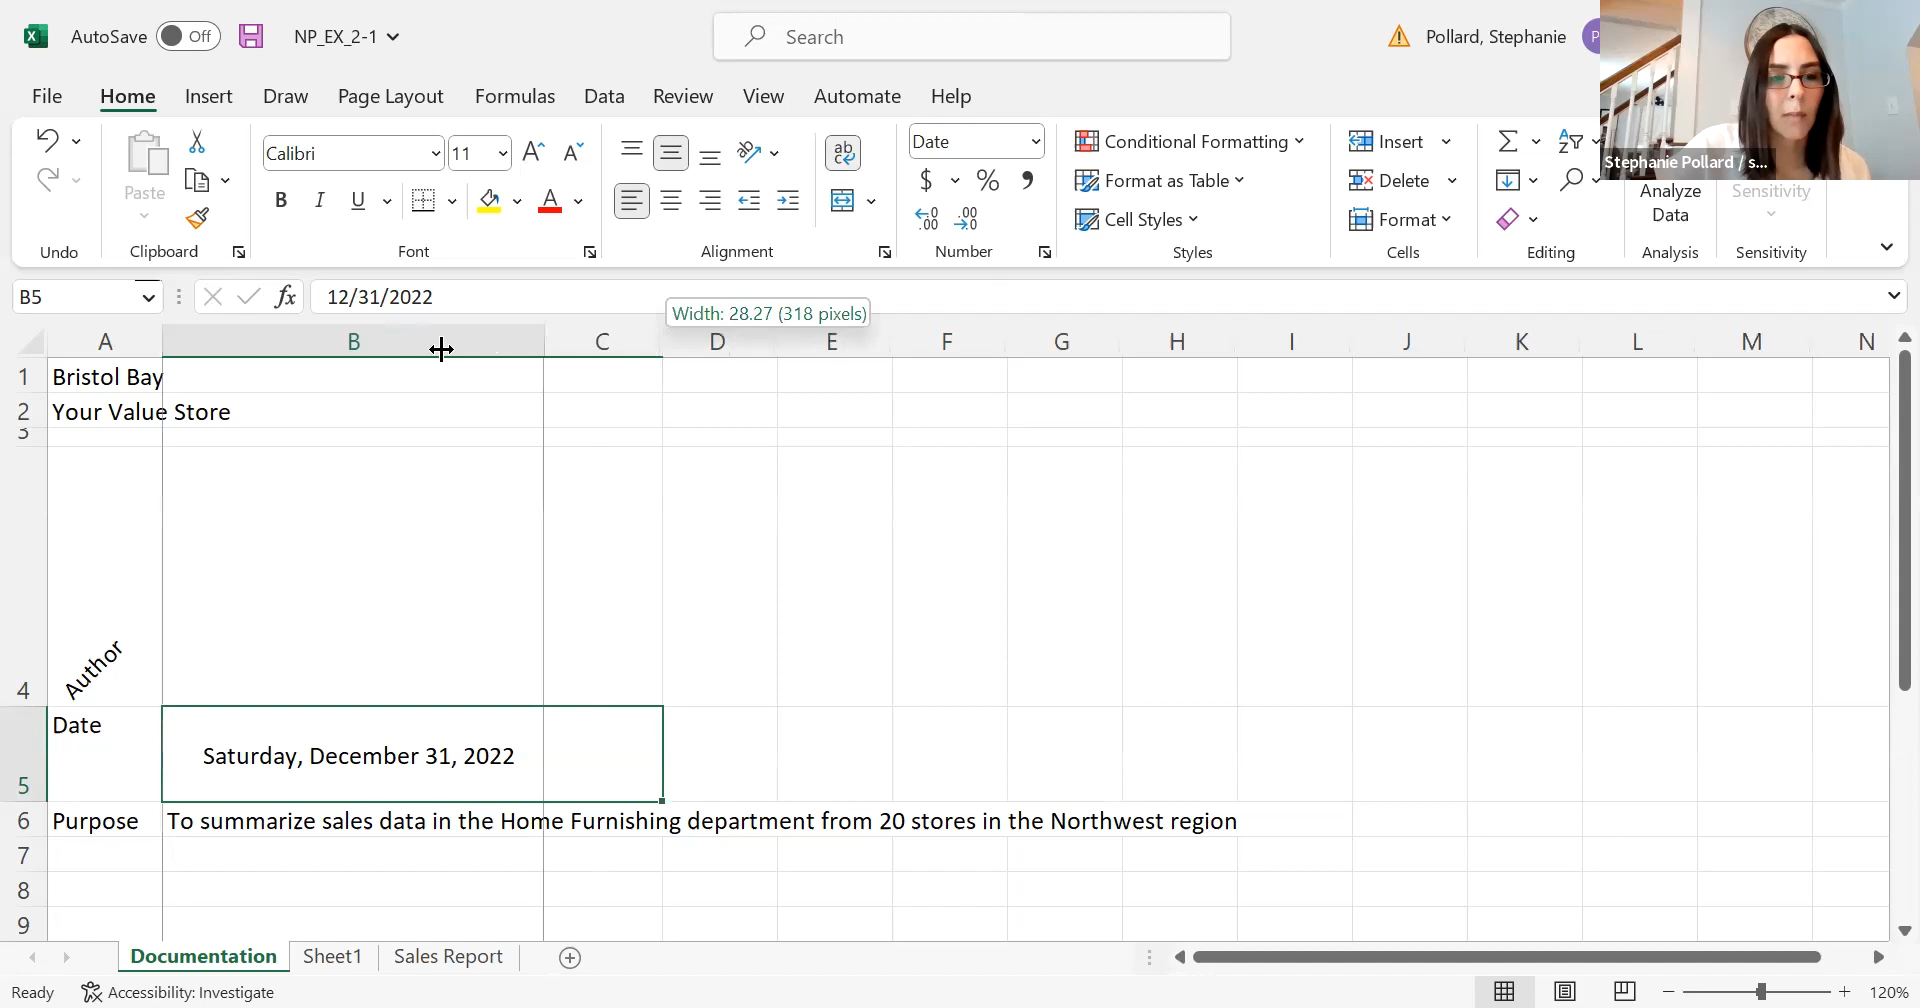 AutoSave Off NP_EX_2-1 Search Pollard, Stephanie P
File Home Insert Draw Page Layout Formulas Data Review View Automate Help
Stephanie Pollard / s...
Paste
Clipboard
Undo
Calibri 11
B I U A
Font
ab
Alignment
Date
$ % ,
.00 .00
Number
Conditional Formatting
Format as Table
Cell Styles
Styles
Insert
Delete
Format
Cells
Editing
Analyze
Data
Analysis
Sensitivity
Sensitivity
B5 fx 12/31/2022
Width: 28.27 (318 pixels)
A B C D E F G H I J K L M N
1 Bristol Bay
2 Your Value Store
3
4 Author
5 Date Saturday, December 31, 2022
6 Purpose To summarize sales data in the Home Furnishing department from 20 stores in the Northwest region
7
8
9
Documentation Sheet1 Sales Report
Ready Accessibility: Investigate 120%